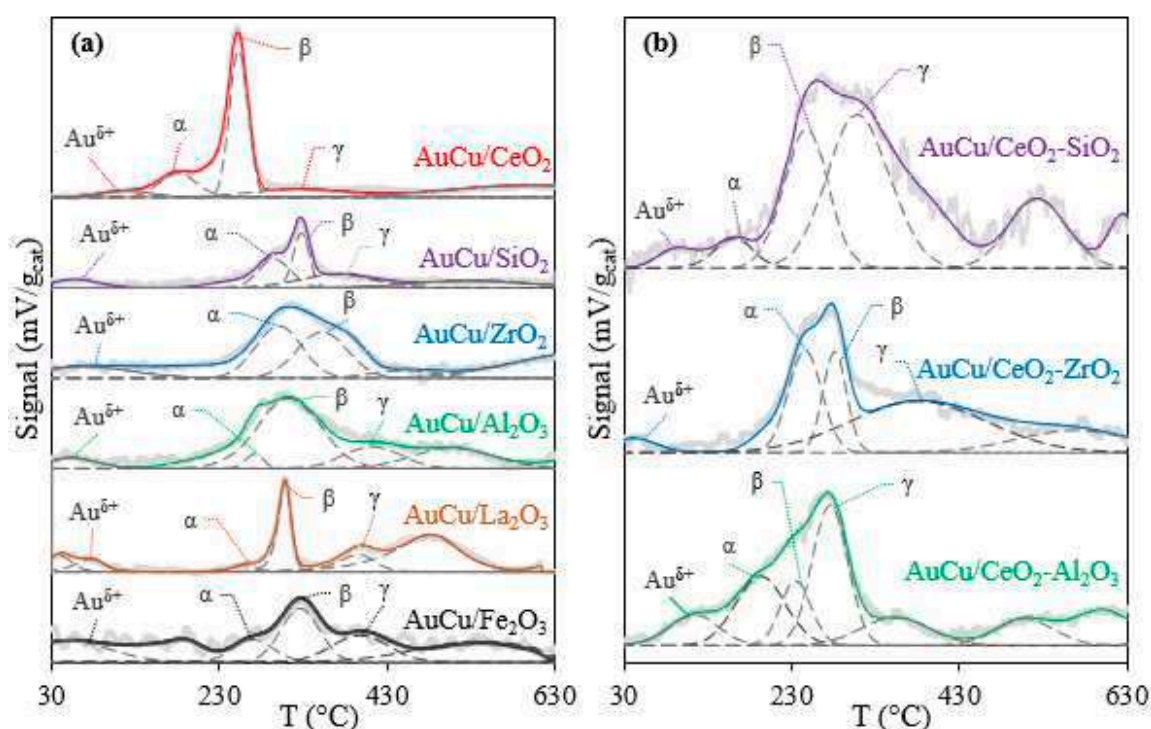 (a)
β
α
Au^δ+
γ
AuCu/CeO₂
Au^δ+
α
β
γ
AuCu/SiO₂
Au^δ+
α
β
AuCu/ZrO₂
Au^δ+
α
β
γ
AuCu/Al₂O₃
Au^δ+
α
β
γ
AuCu/La₂O₃
Au^δ+
α
β
γ
AuCu/Fe₂O₃
Signal (mV/g_cat)
30 230 430 630
T (°C)
(b)
β
γ
α
Au^δ+
AuCu/CeO₂-SiO₂
α
β
γ
Au^δ+
AuCu/CeO₂-ZrO₂
β
γ
α
Au^δ+
AuCu/CeO₂-Al₂O₃
Signal (mV/g_cat)
30 230 430 630
T (°C)